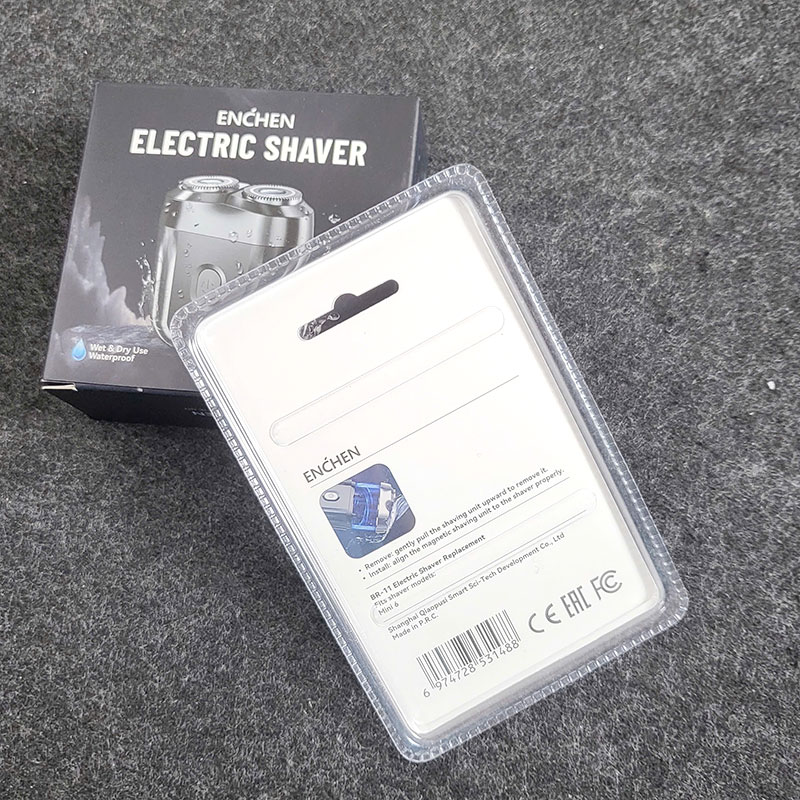 ENCHEN
ELECTRIC SHAVER
Wet & Dry Use
Waterproof
ENCHEN
• Remove: gently pull the shaving unit upward to remove it.
• Install: align the magnetic shaving unit to the shaver properly.
BR-11 Electric Shaver Replacement
Fits shaver models:
Mini 6
Shanghai Qiaopusi Smart Sci-Tech Development Co., Ltd
Made in P.R.C.
CE EAC FC
6 974728 531488